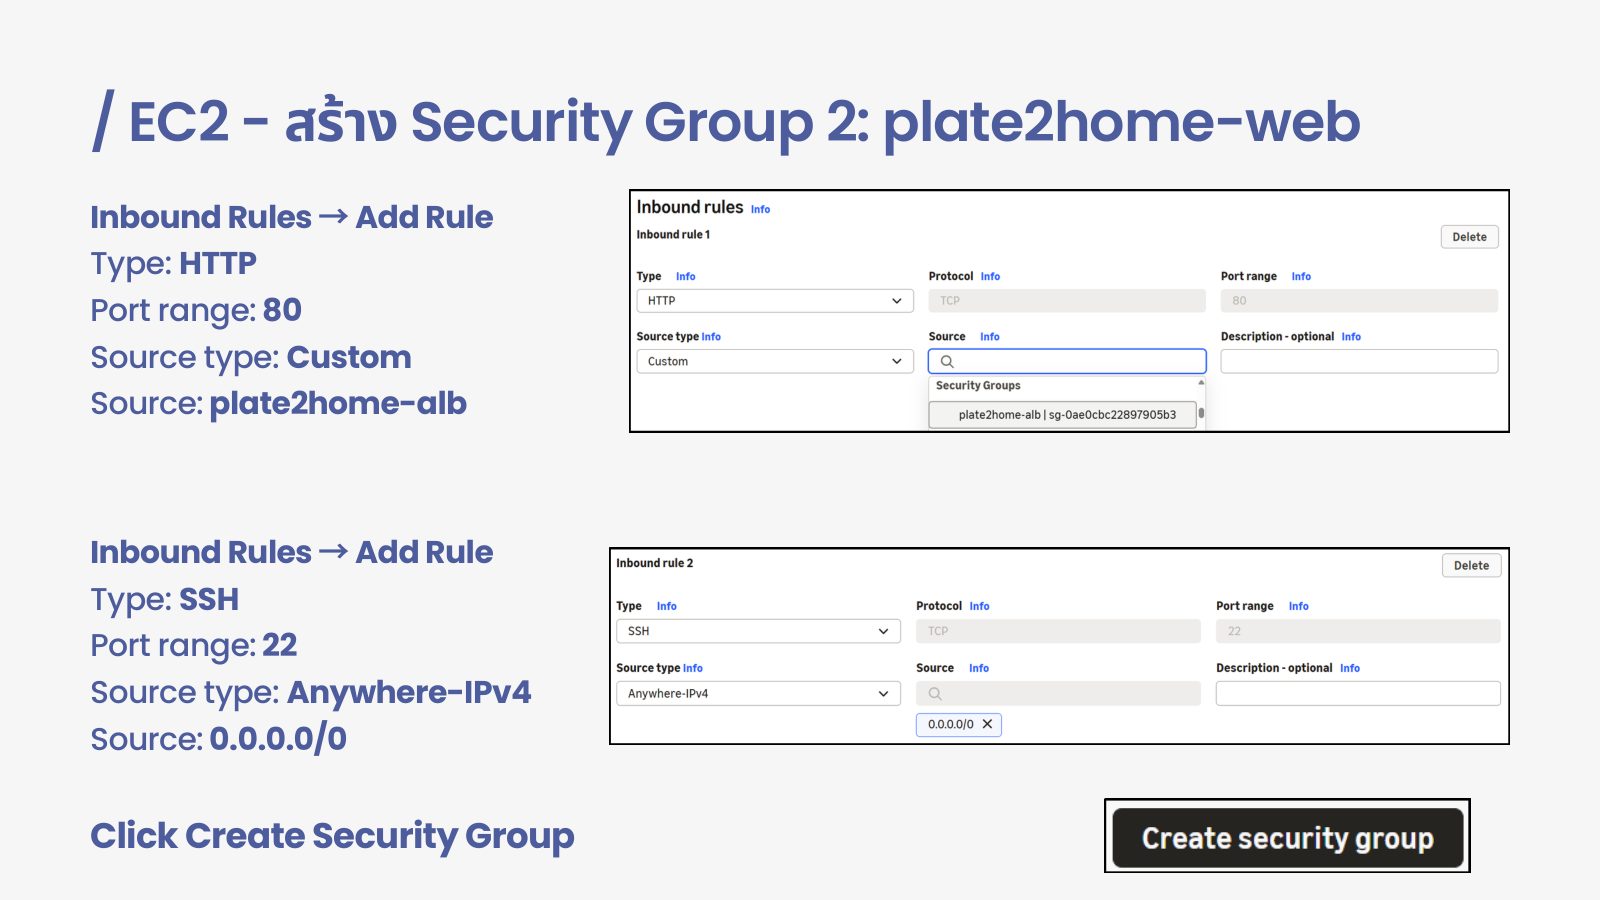 / EC2 - สร้าง Security Group 2: plate2home-web
Inbound Rules → Add Rule
Type: HTTP
Port range: 80
Source type: Custom
Source: plate2home-alb
Inbound rules Info
Inbound rule 1
Delete
Type Info
Protocol Info
Port range Info
HTTP
TCP
80
Source type Info
Source Info
Description - optional Info
Custom
Security Groups
plate2home-alb | sg-0ae0cbc22897905b3
Inbound Rules → Add Rule
Type: SSH
Port range: 22
Source type: Anywhere-IPv4
Source: 0.0.0.0/0
Inbound rule 2
Delete
Type Info
Protocol Info
Port range Info
SSH
TCP
22
Source type Info
Source Info
Description - optional Info
Anywhere-IPv4
0.0.0.0/0
Click Create Security Group
Create security group